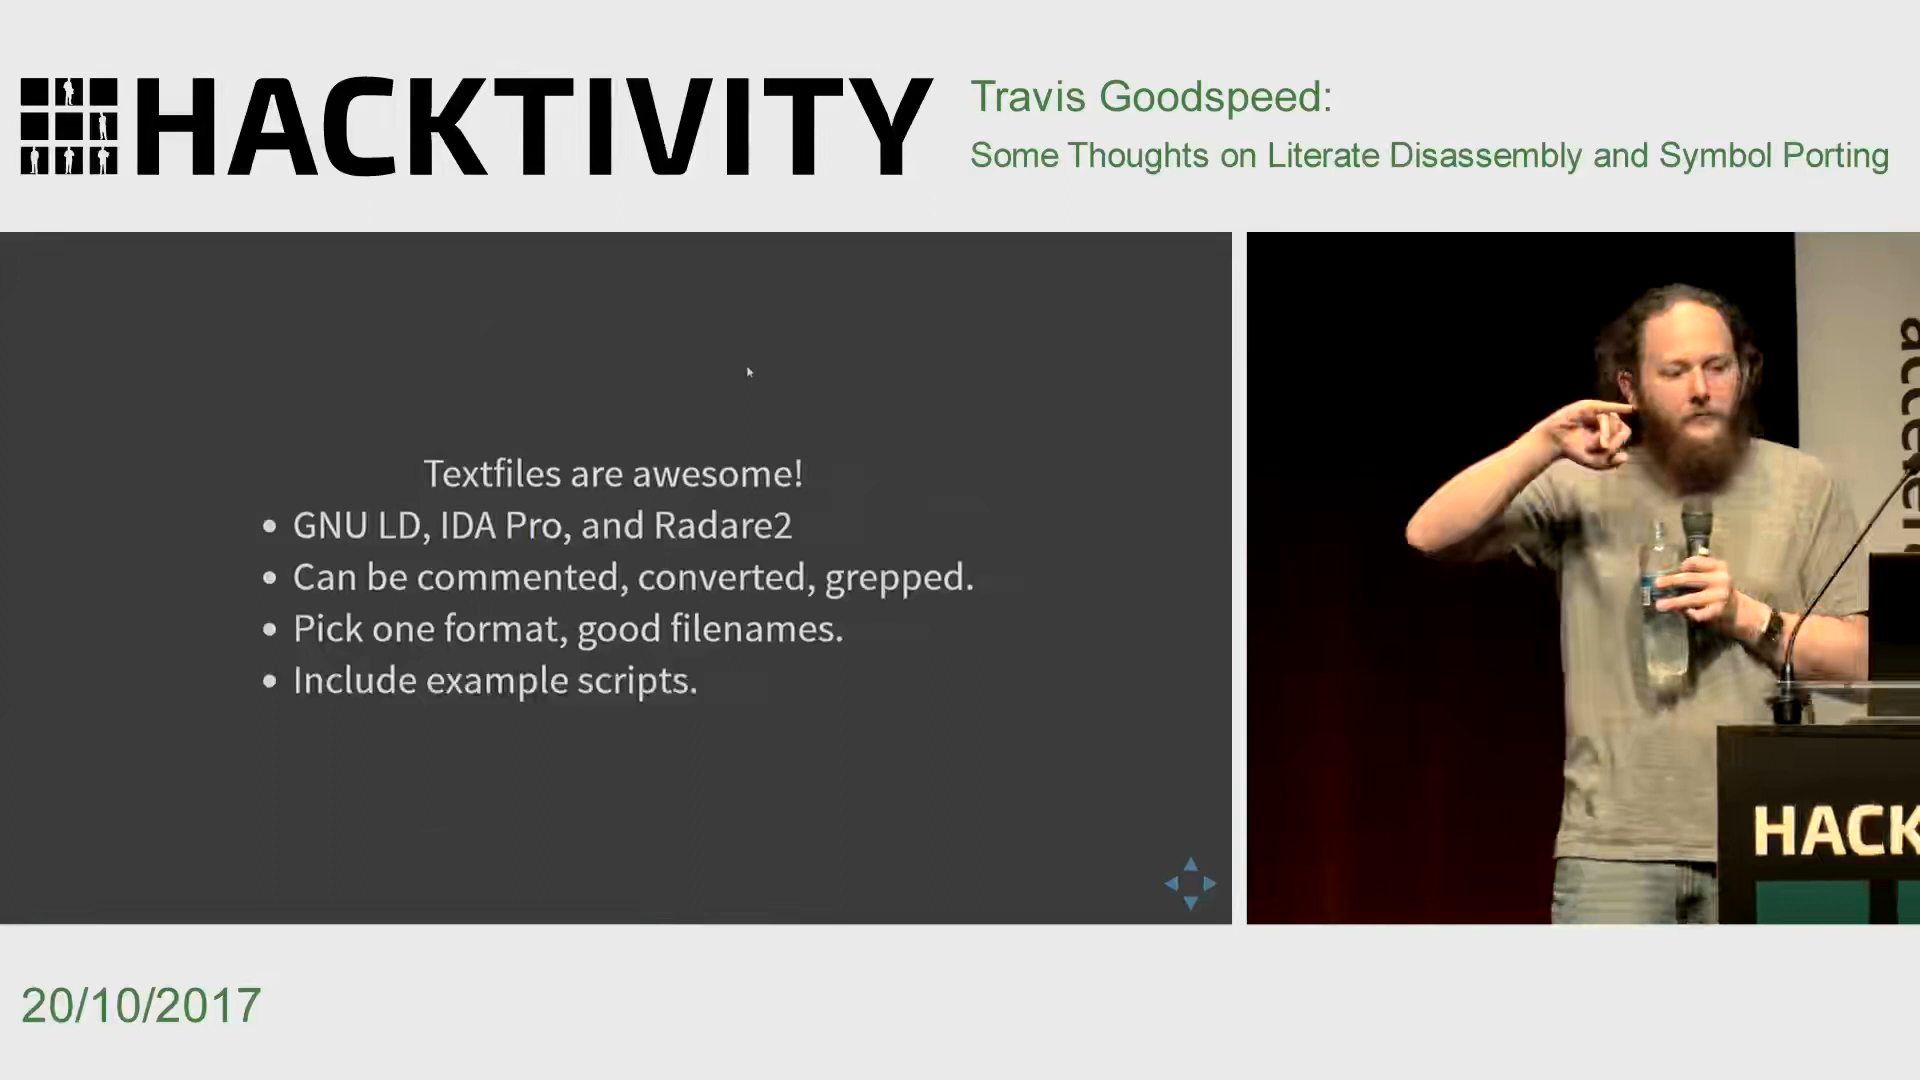 HACKTIVITY
Travis Goodspeed:
Some Thoughts on Literate Disassembly and Symbol Porting
Textfiles are awesome!
• GNU LD, IDA Pro, and Radare2
• Can be commented, converted, grepped.
• Pick one format, good filenames.
• Include example scripts.
HACK
20/10/2017